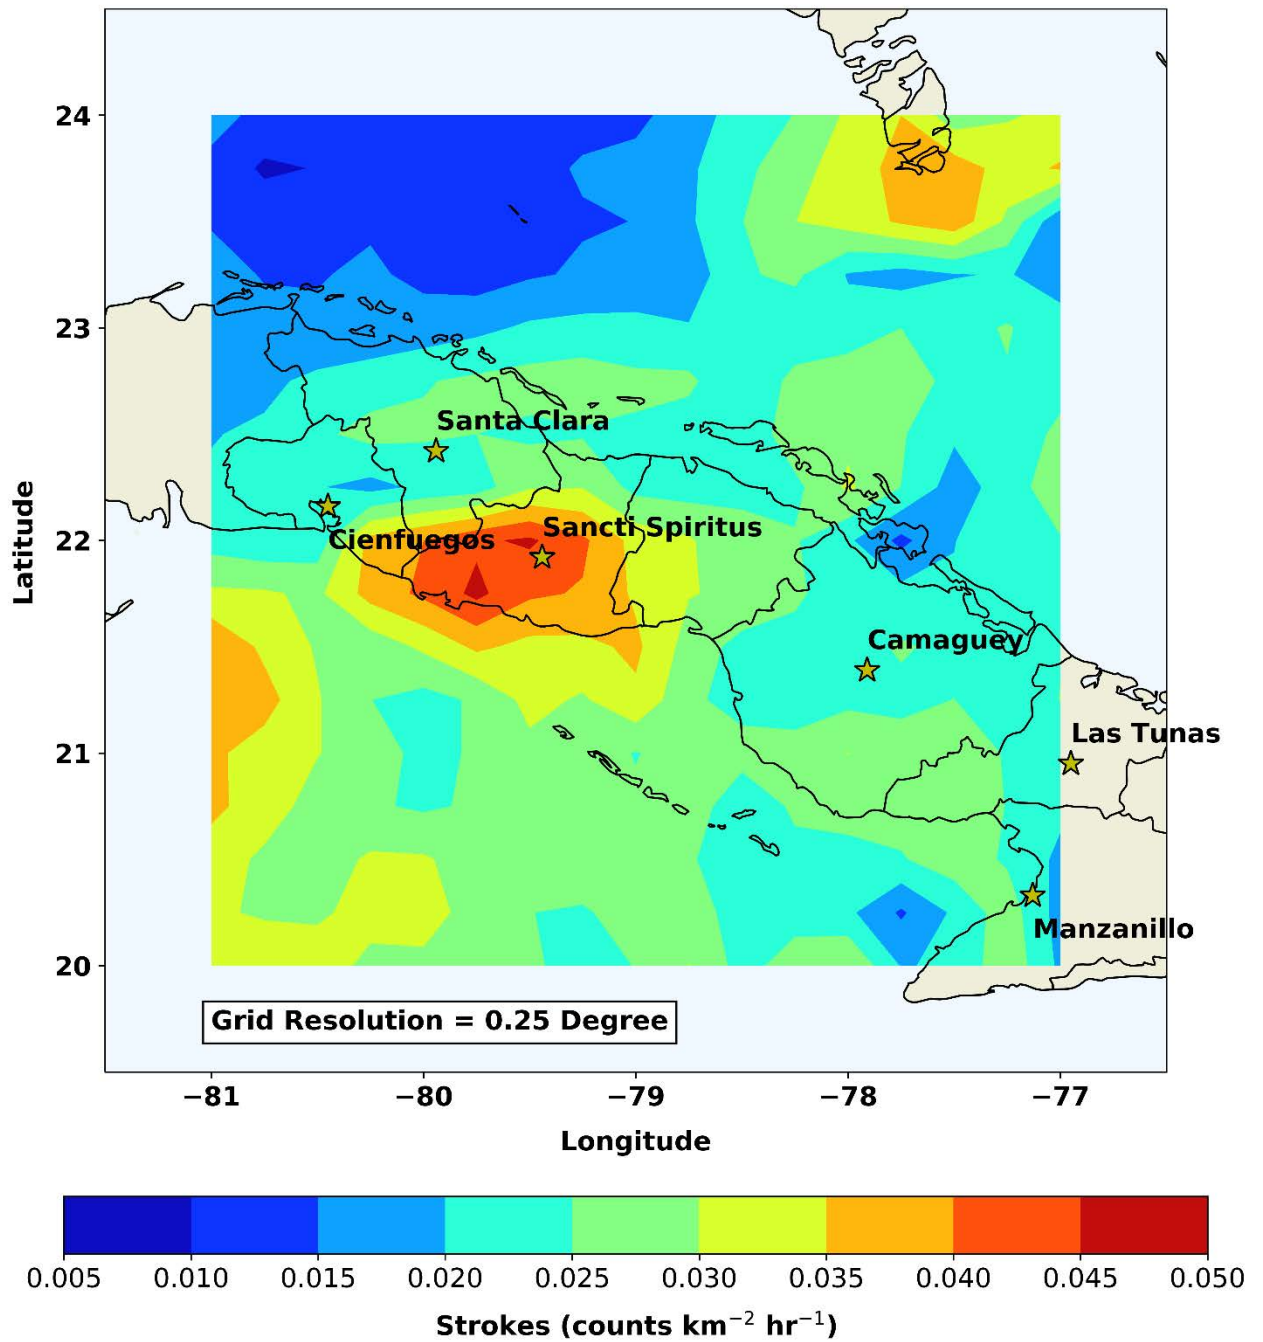 24
23
Santa Clara
Sancti Spiritus
22
Cienfuegos
Camaguey
Las Tunas
21
Manzanillo
20
Latitude
Grid Resolution = 0.25 Degree
−81 −80 −79 −78 −77
Longitude
0.005 0.010 0.015 0.020 0.025 0.030 0.035 0.040 0.045 0.050
Strokes (counts km⁻² hr⁻¹)